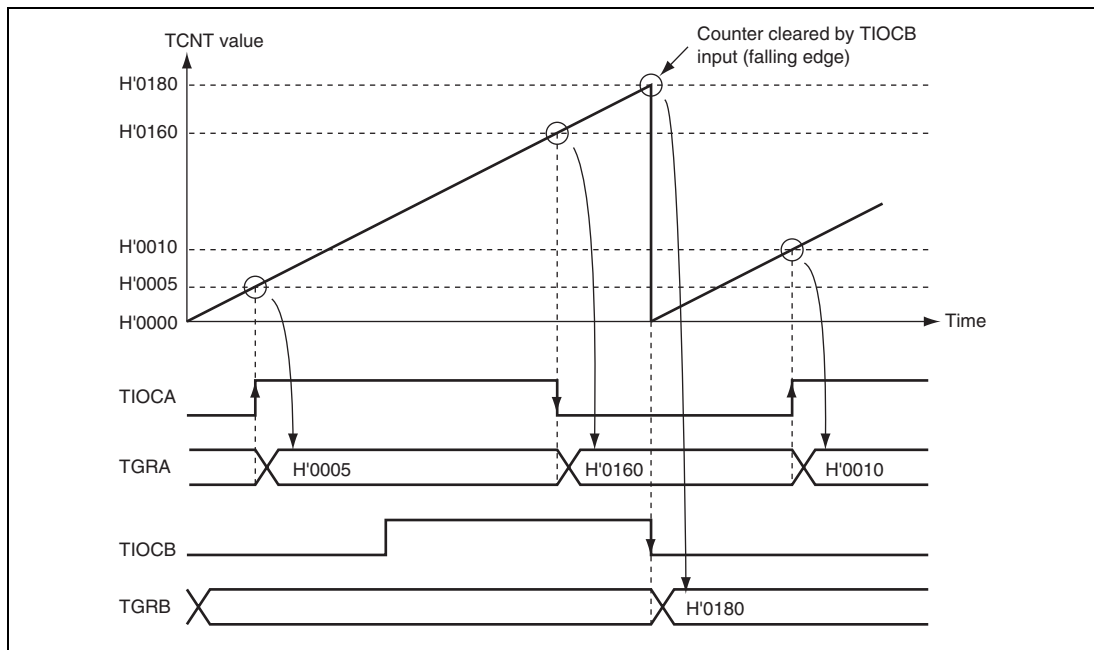 Counter cleared by TIOCB
input (falling edge)
TCNT value
H'0180
H'0160
H'0010
H'0005
H'0000
Time
TIOCA
TGRA
H'0005
H'0160
H'0010
TIOCB
TGRB
H'0180